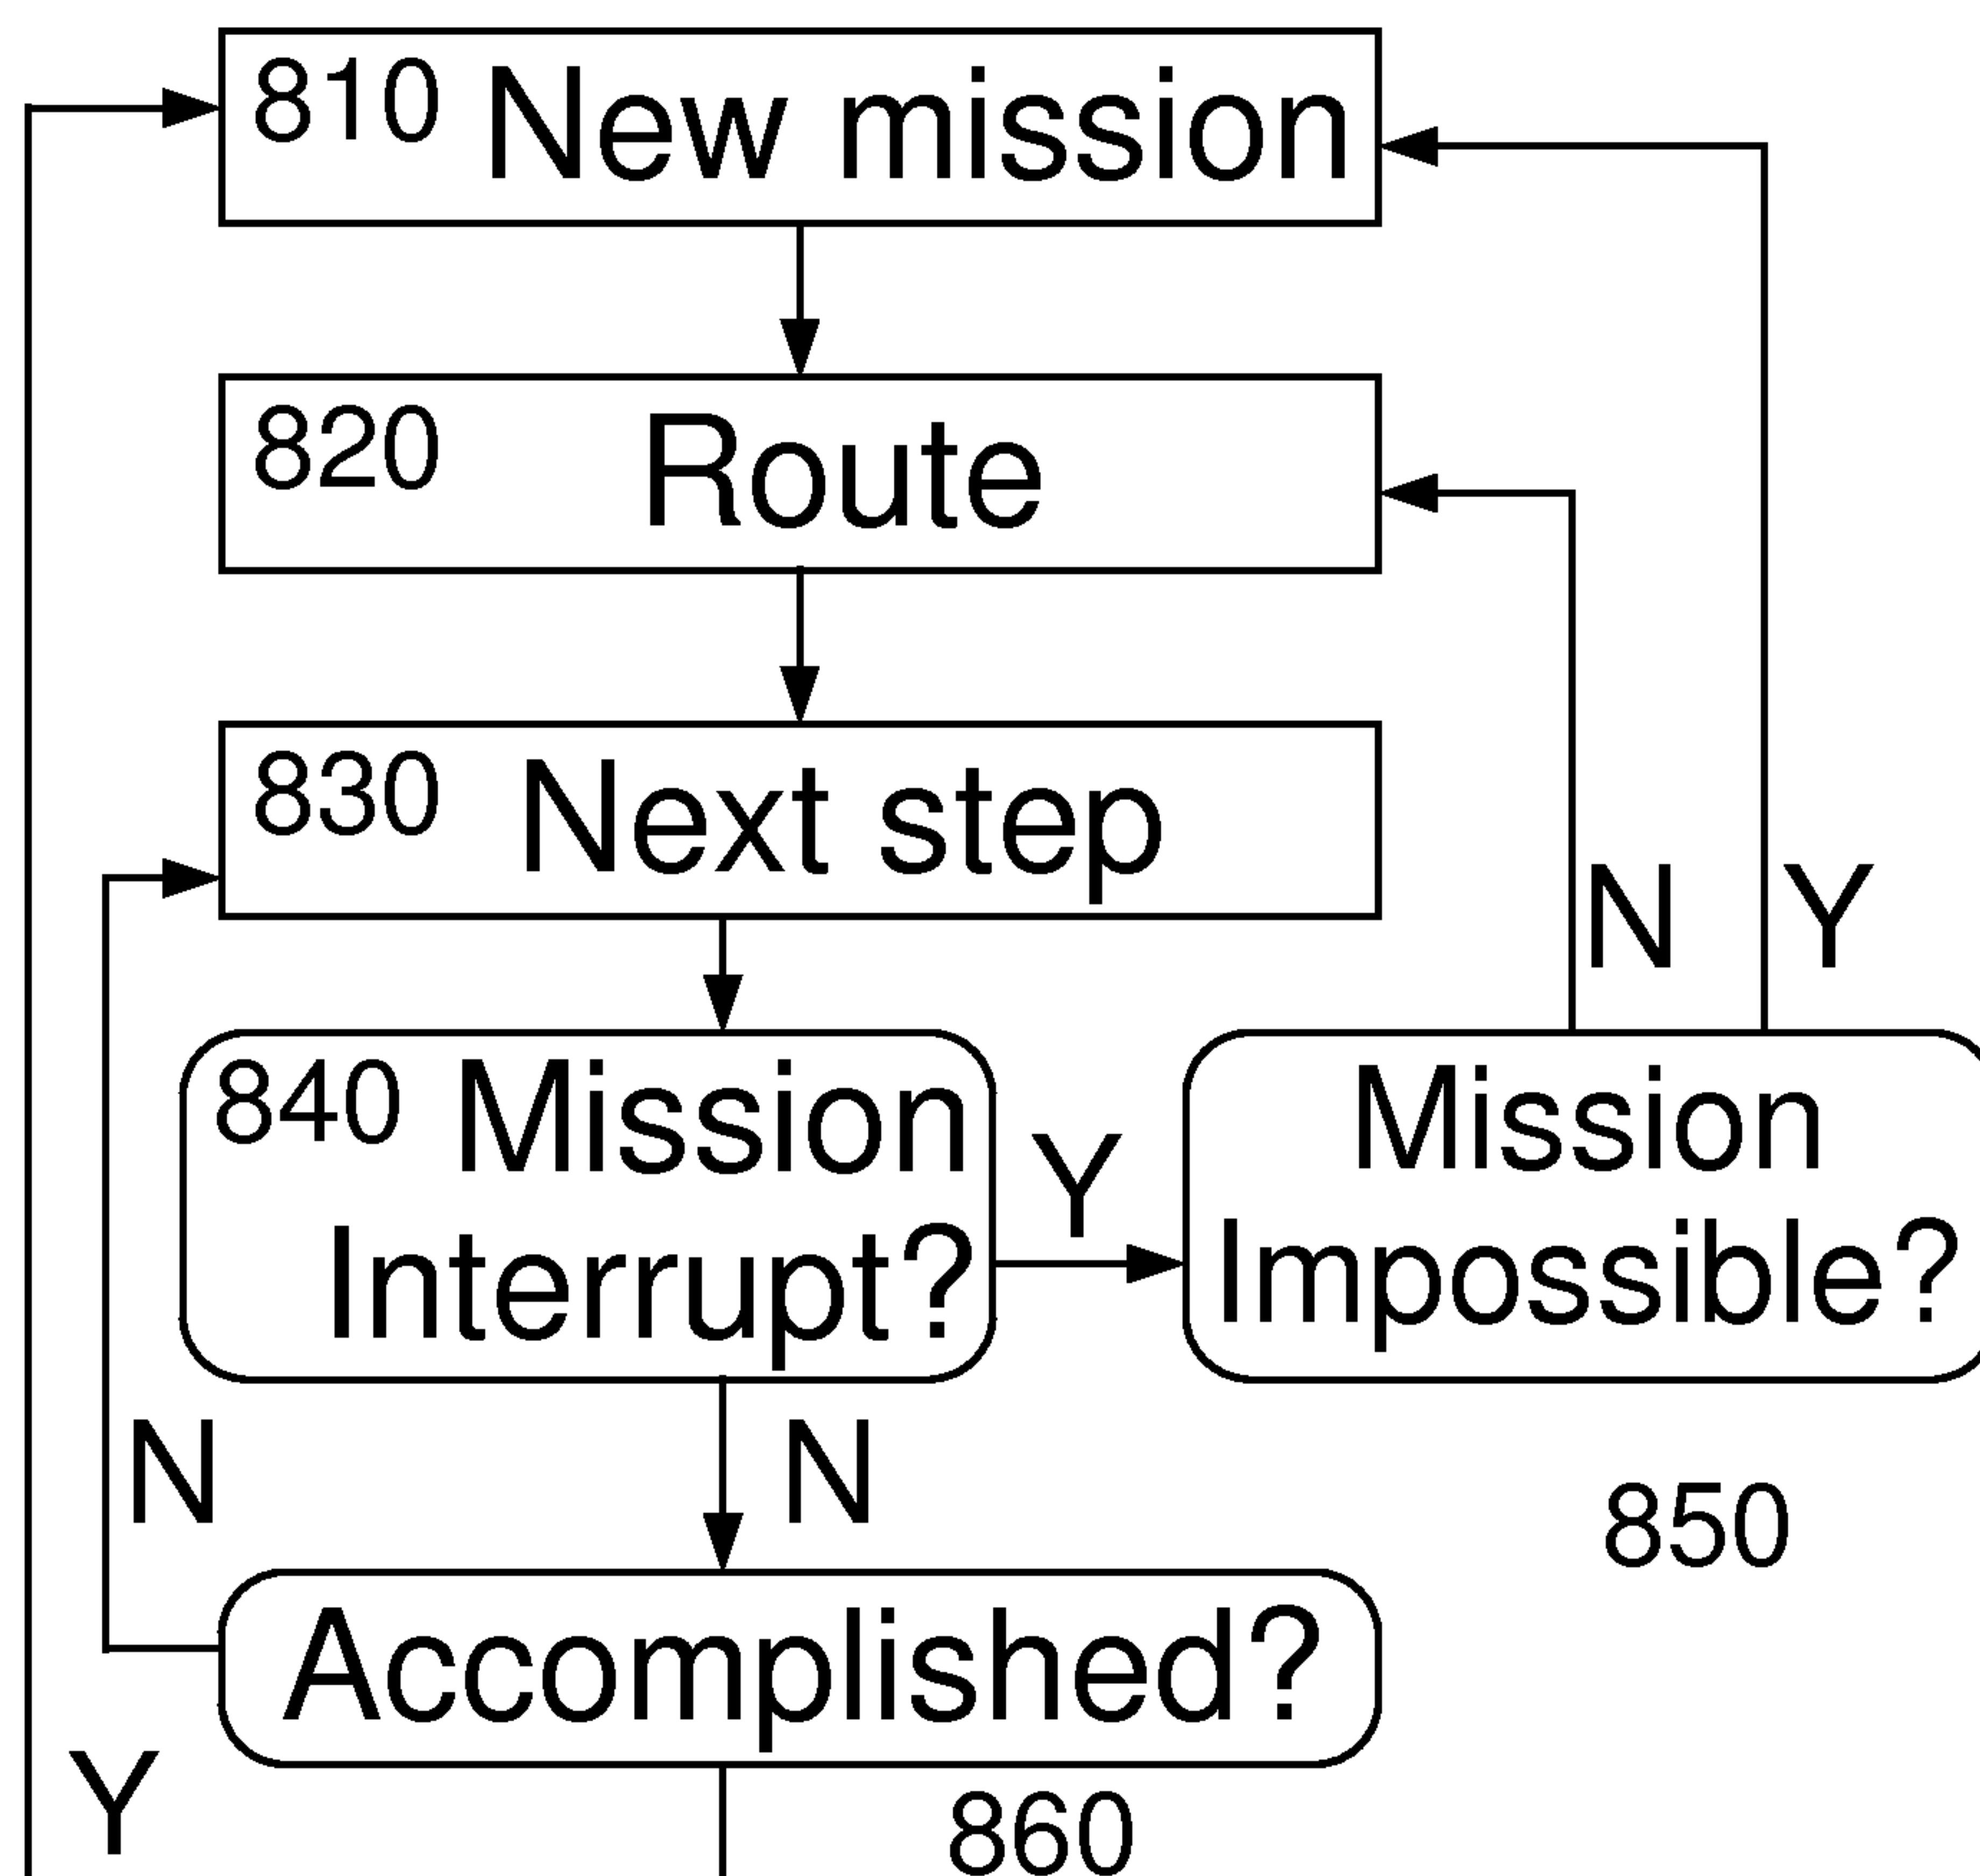 810 New mission
820 Route
830 Next step
N Y
840 Mission
Interrupt?
Y
Mission
Impossible?
N
N
850
Accomplished?
Y
860